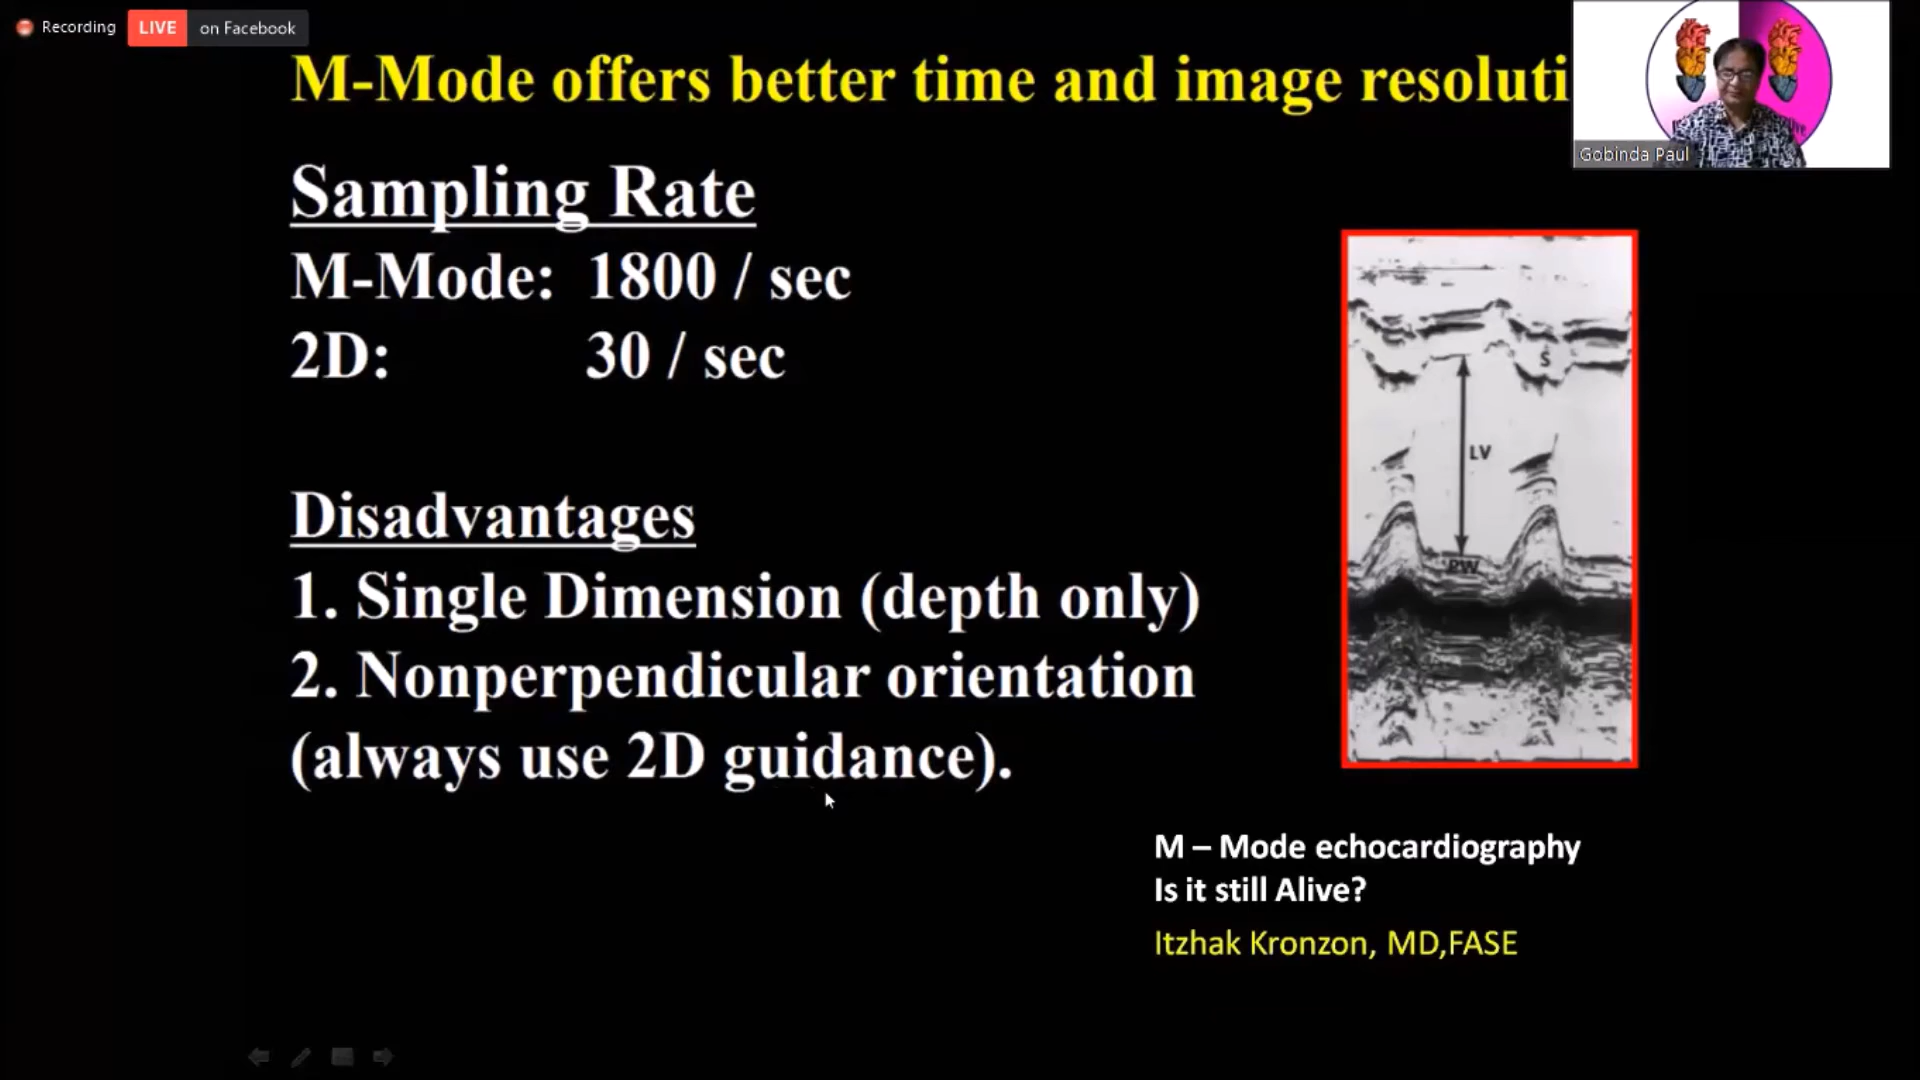 Recording
LIVE on Facebook
M-Mode offers better time and image resoluti
Gobinda Paul
Sampling Rate
M-Mode: 1800 / sec
2D: 30 / sec
S
LV
PW
Disadvantages
1. Single Dimension (depth only)
2. Nonperpendicular orientation
(always use 2D guidance).
M – Mode echocardiography
Is it still Alive?
Itzhak Kronzon, MD,FASE